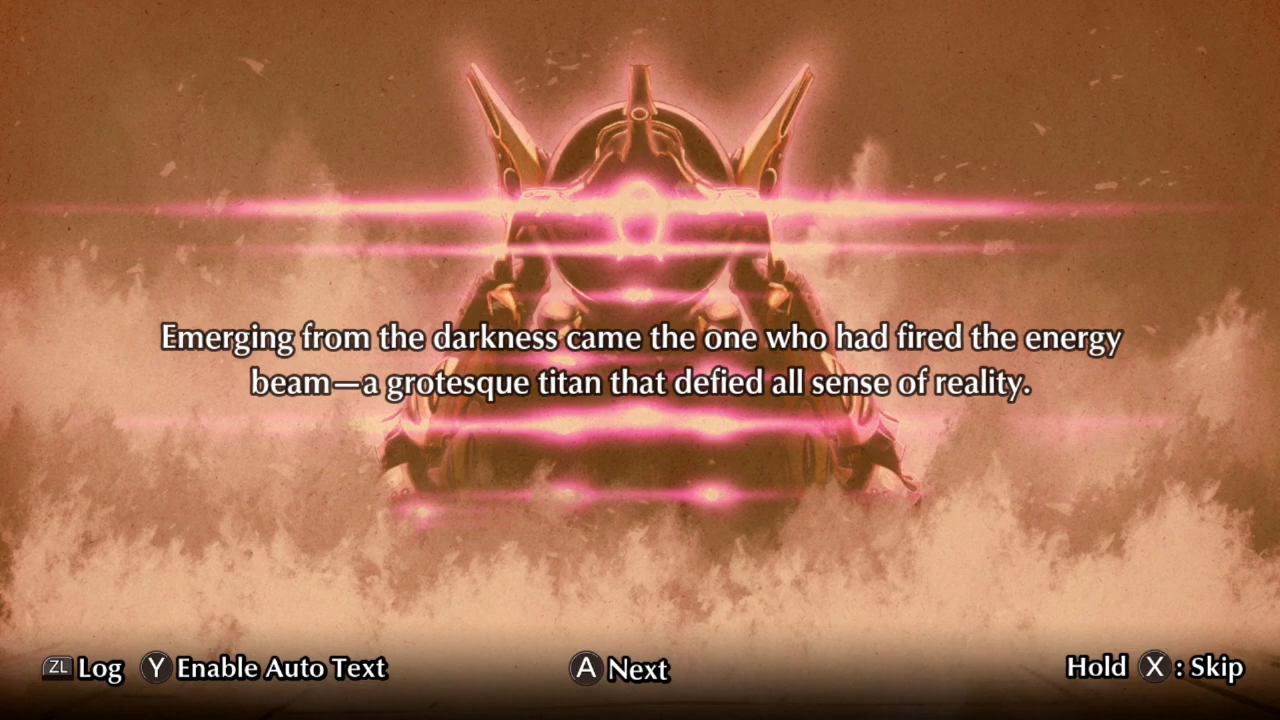 Emerging from the darkness came the one who had fired the energy
beam—a grotesque titan that defied all sense of reality.
ZL Log Y Enable Auto Text A Next Hold X : Skip